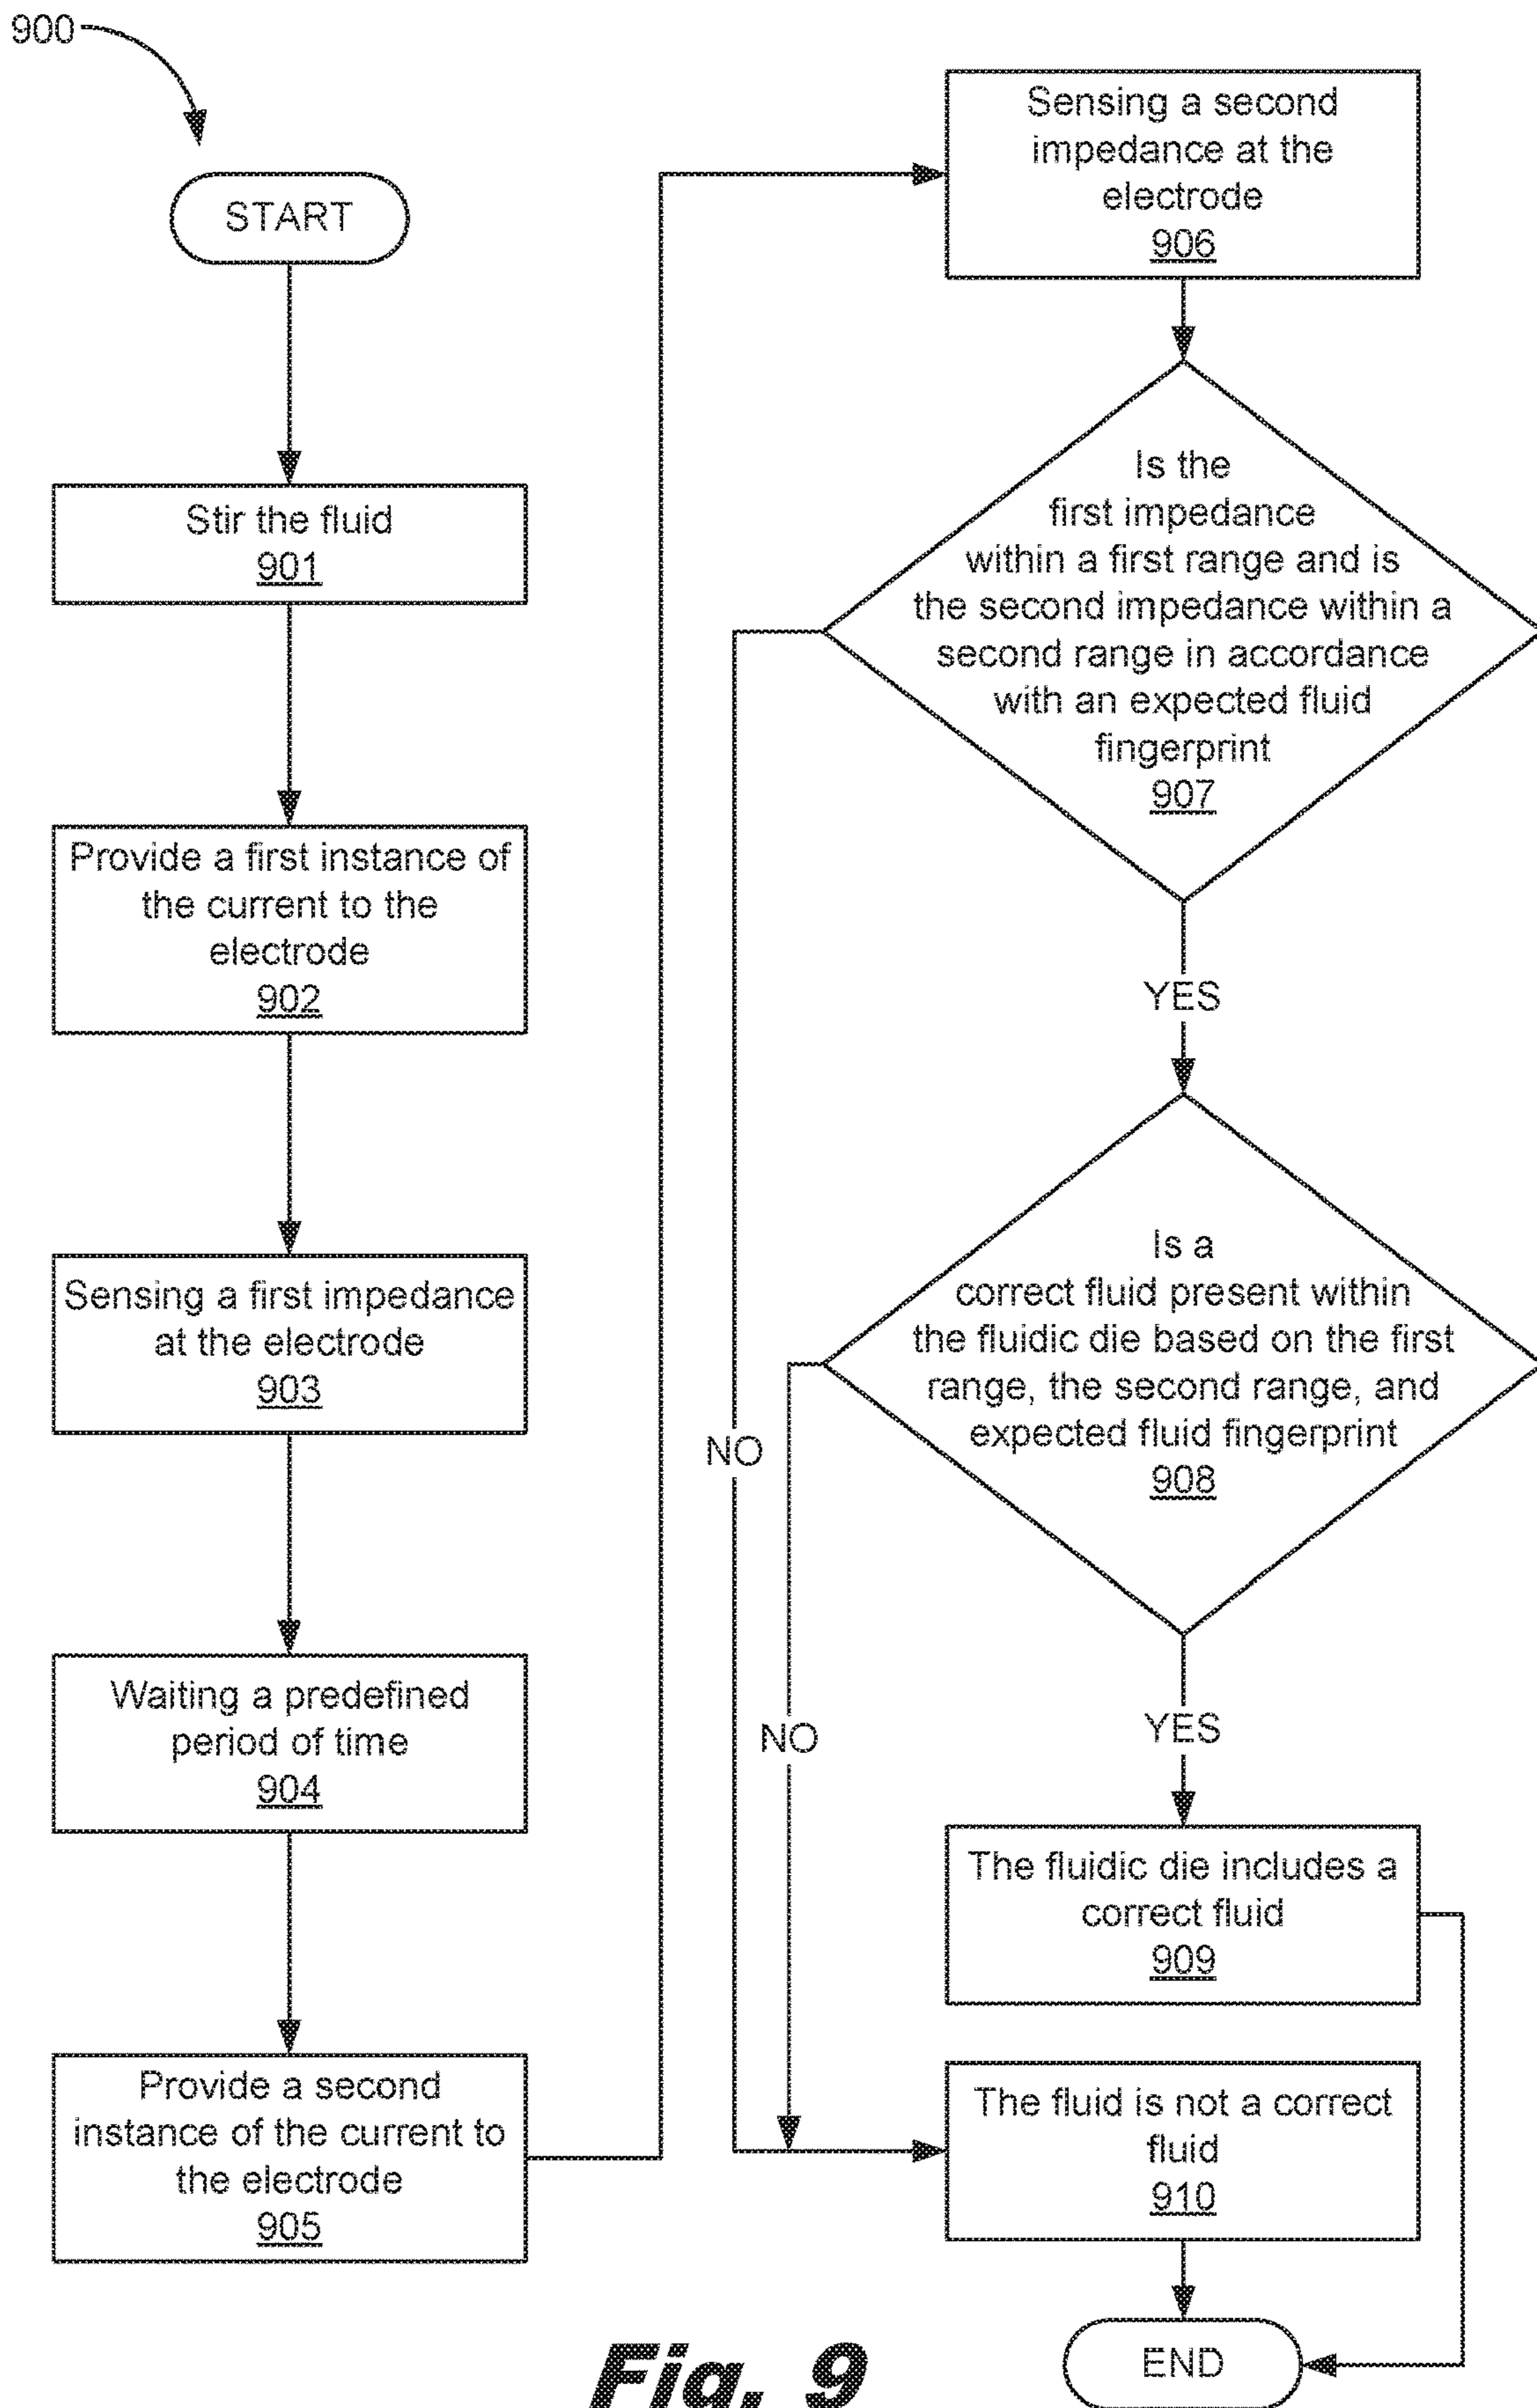 900
START
Stir the fluid
901
Provide a first instance of
the current to the
electrode
902
Sensing a first impedance
at the electrode
903
Waiting a predefined
period of time
904
Provide a second
instance of the current to
the electrode
905
Sensing a second
impedance at the
electrode
906
Is the
first impedance
within a first range and is
the second impedance within a
second range in accordance
with an expected fluid
fingerprint
907
YES
NO
Is a
correct fluid present within
the fluidic die based on the first
range, the second range, and
expected fluid fingerprint
908
YES
NO
The fluidic die includes a
correct fluid
909
The fluid is not a correct
fluid
910
END
Fig. 9